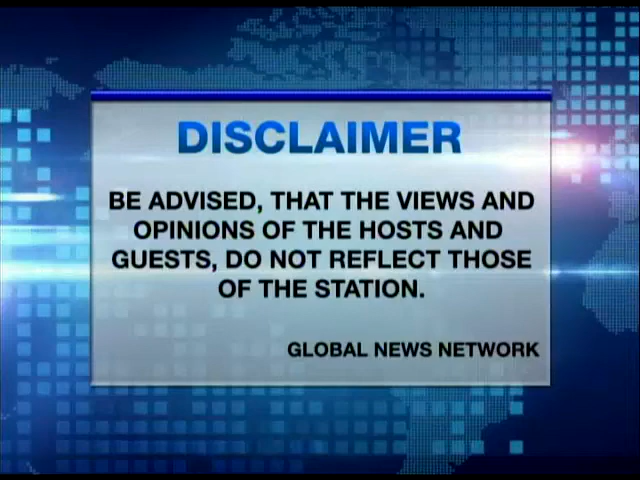 DISCLAIMER
BE ADVISED, THAT THE VIEWS AND
OPINIONS OF THE HOSTS AND
GUESTS, DO NOT REFLECT THOSE
OF THE STATION.
GLOBAL NEWS NETWORK